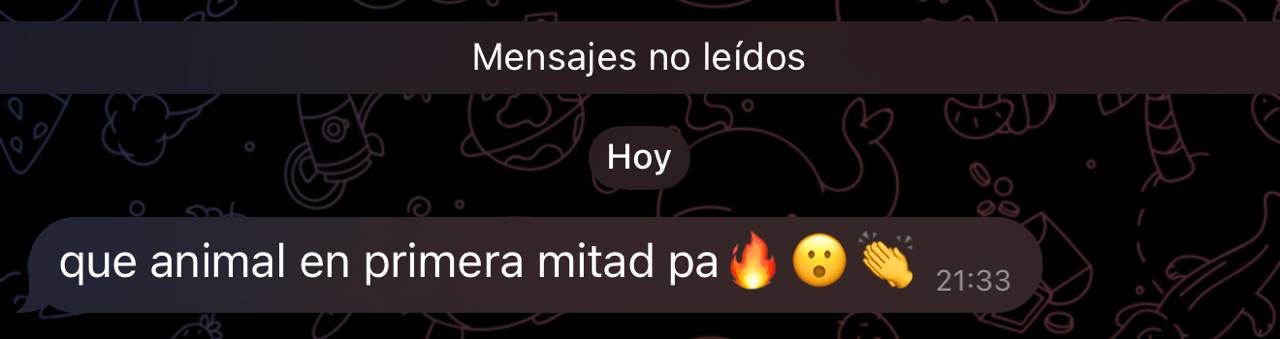 Mensajes no leídos
Hoy
que animal en primera mitad pa🔥 😮 👏 21:33